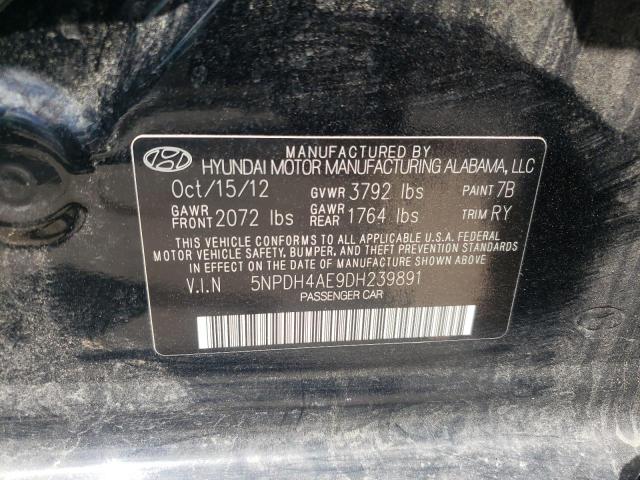 MANUFACTURED BY
HYUNDAI MOTOR MANUFACTURING ALABAMA, LLC
Oct/15/12 GVWR 3792 lbs PAINT 7B
GAWR FRONT 2072 lbs GAWR REAR 1764 lbs TRIM RY
THIS VEHICLE CONFORMS TO ALL APPLICABLE FEDERAL
MOTOR VEHICLE SAFETY, BUMPER, AND THEFT PREVENTION STANDARDS
IN EFFECT ON THE DATE OF MANUFACTURE SHOWN ABOVE
V.I.N 5NPDH4AE9DH239891
PASSENGER CAR